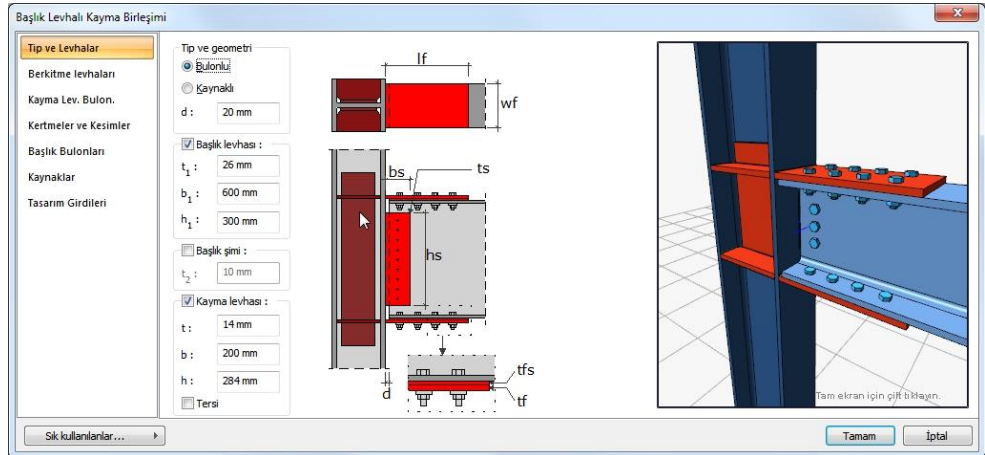 Başlık Levhalı Kayma Birleşimi
Tip ve Levhalar
Berkitme levhaları
Kayma Lev. Bulon.
Kertmeler ve Kesimler
Başlık Bulonları
Kaynaklar
Tasarım Girdileri
Tip ve geometri
Bulonlu
Kaynaklı
d : 20 mm
Başlık levhası :
t1 : 26 mm
b1 : 600 mm
h1 : 300 mm
Başlık şimi :
t2 : 10 mm
Kayma levhası :
t : 14 mm
b : 200 mm
h : 284 mm
Tersi
lf
wf
bs
ts
hs
d
tfs
tf
Tam ekran için çift tıklayın.
Sık kullanılanlar...
Tamam
İptal